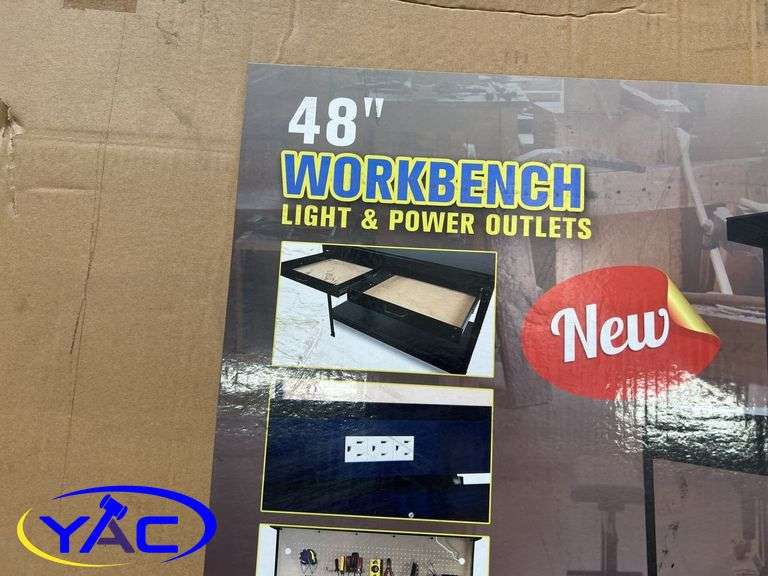 48"
WORKBENCH
LIGHT & POWER OUTLETS
New
YAC